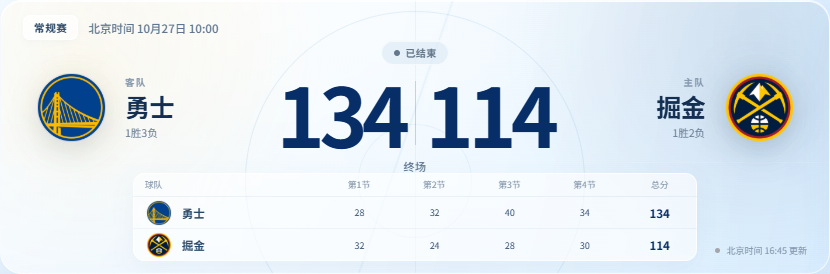 常规赛 北京时间 10月27日 10:00
已结束
客队
勇士
1胜3负
134 114
终场
主队
掘金
1胜2负
球队 第1节 第2节 第3节 第4节 总分
勇士 28 32 40 34 134
掘金 32 24 28 30 114
北京时间 16:45 更新